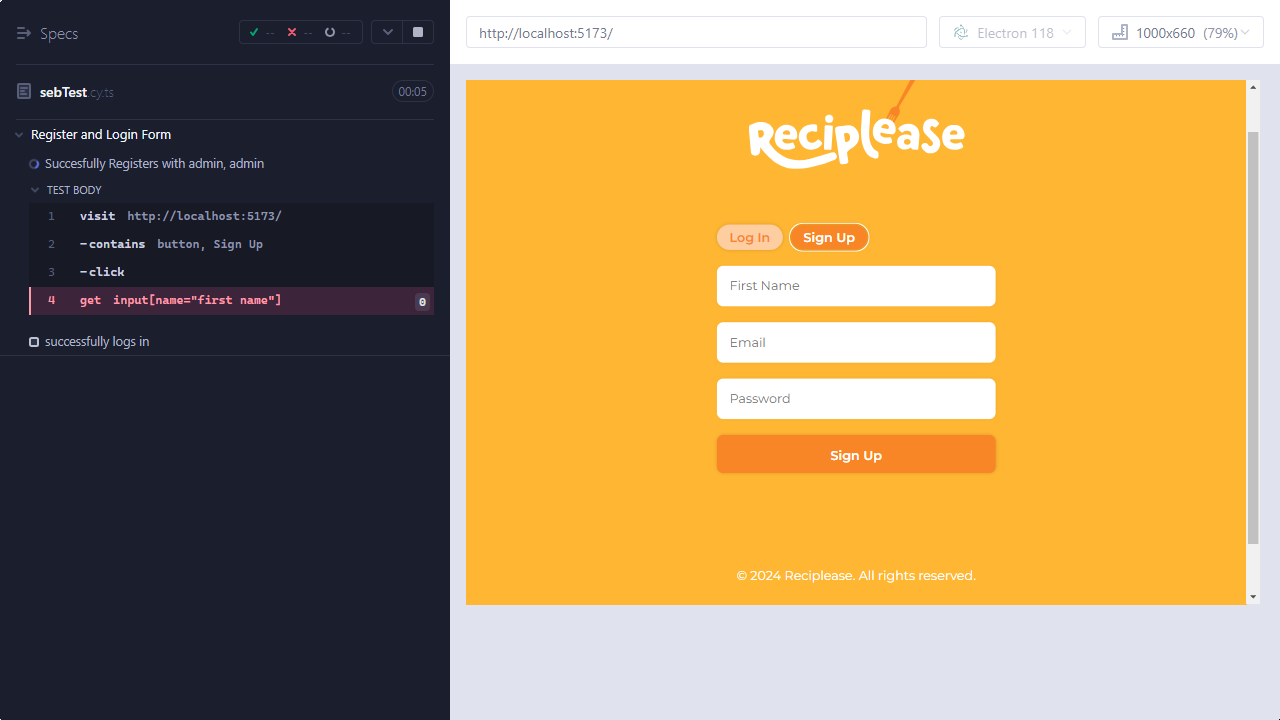 Specs
-- -- --
http://localhost:5173/
Electron 118
1000x660 (79%)
sebTest.cy.ts
00:05
Register and Login Form
Succesfully Registers with admin, admin
TEST BODY
1 visit http://localhost:5173/
2 -contains button, Sign Up
3 -click
4 get input[name="first name"] 0
successfully logs in
Reciplease
Log In Sign Up
First Name
Email
Password
Sign Up
© 2024 Reciplease. All rights reserved.